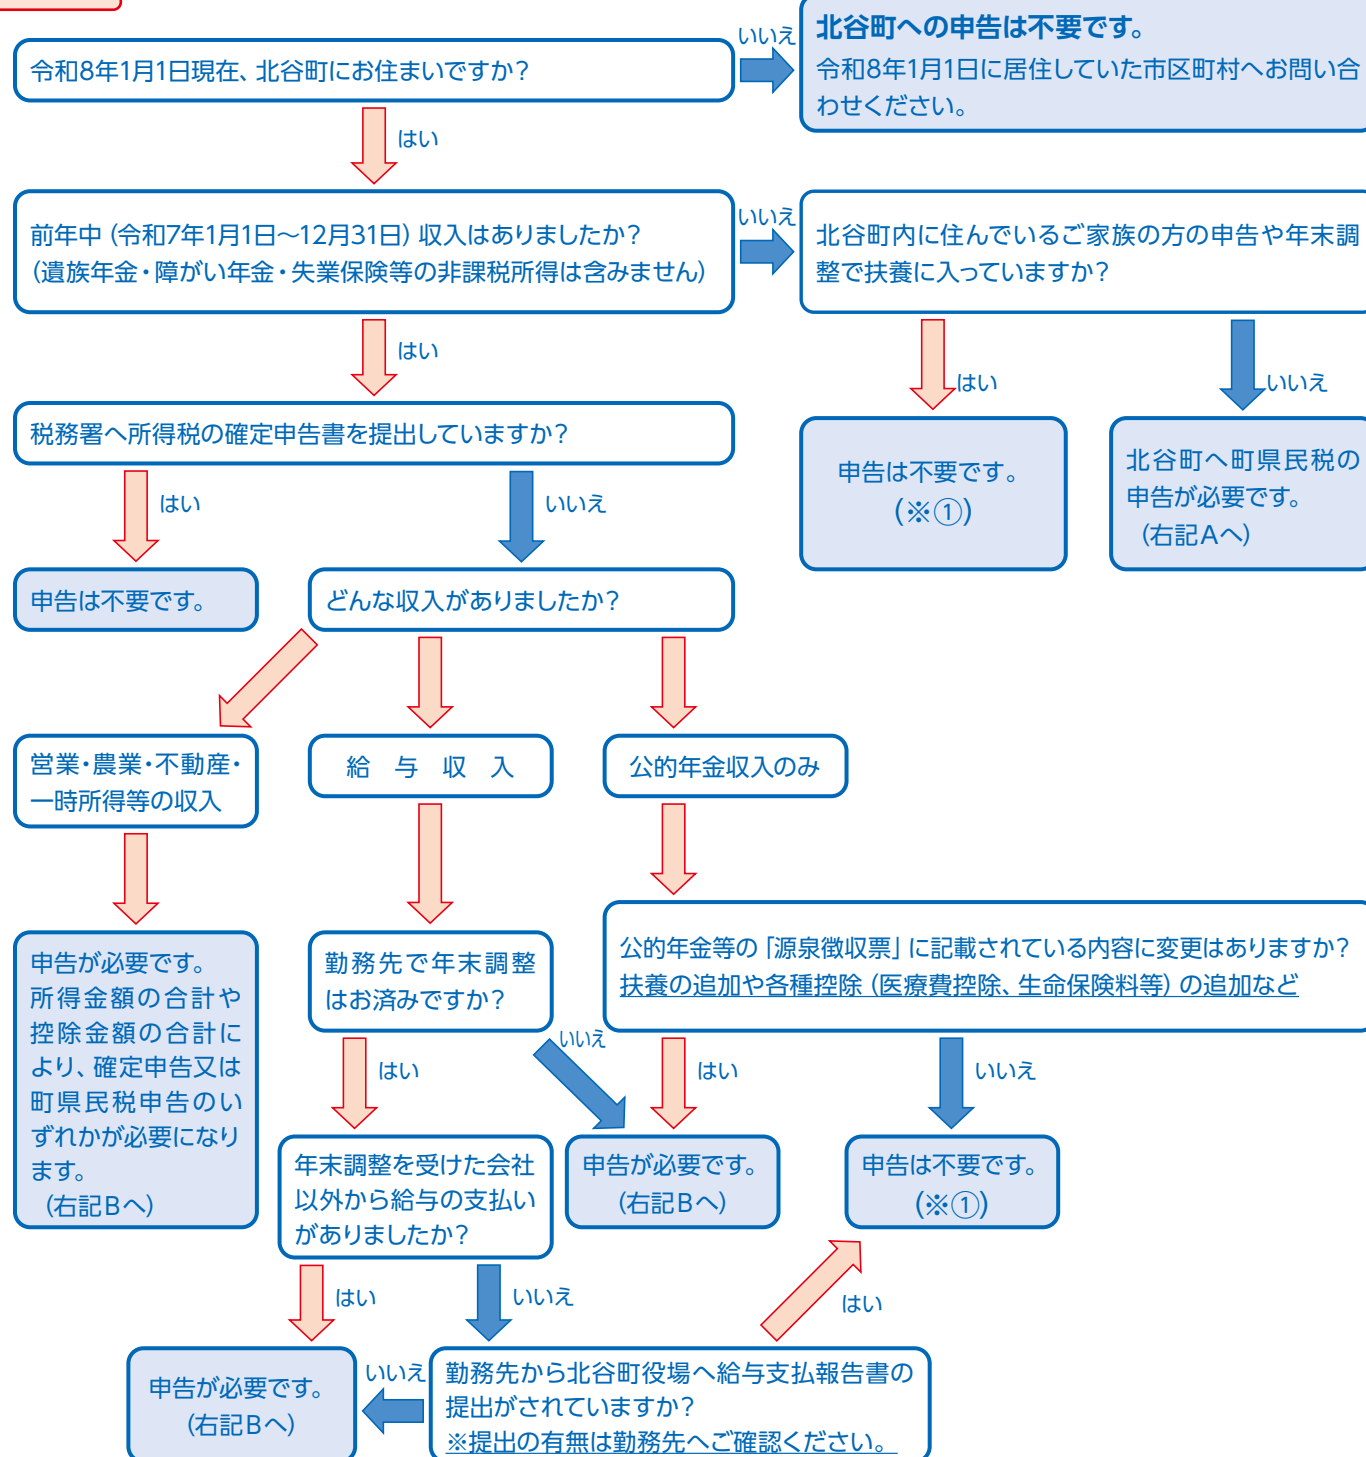 令和8年1月1日現在、北谷町にお住まいですか？
いいえ
北谷町への申告は不要です。
令和8年1月1日に居住していた市区町村へお問い合
わせください。
はい
前年中（令和7年1月1日～12月31日）収入はありましたか？
（遺族年金・障がい年金・失業保険等の非課税所得は含みません）
いいえ
北谷町内に住んでいるご家族の方の申告や年末調
整で扶養に入っていますか？
はい
はい
いいえ
税務署へ所得税の確定申告書を提出していますか？
申告は不要です。
（※①）
北谷町へ町県民税の
申告が必要です。
（右記Aへ）
はい
いいえ
申告は不要です。
どんな収入がありましたか？
営業・農業・不動産・
一時所得等の収入
給与収入
公的年金収入のみ
申告が必要です。
所得金額の合計や
控除金額の合計に
より、確定申告又は
町県民税申告のい
ずれかが必要になり
ます。
（右記Bへ）
勤務先で年末調整
はお済みですか？
公的年金等の「源泉徴収票」に記載されている内容に変更はありますか？
扶養の追加や各種控除（医療費控除、生命保険料等）の追加など
はい
いいえ
はい
いいえ
年末調整を受けた会社
以外から給与の支払い
がありましたか？
申告が必要です。
（右記Bへ）
申告は不要です。
（※①）
はい
いいえ
はい
申告が必要です。
（右記Bへ）
いいえ
勤務先から北谷町役場へ給与支払報告書の
提出がされていますか？
※提出の有無は勤務先へご確認ください。